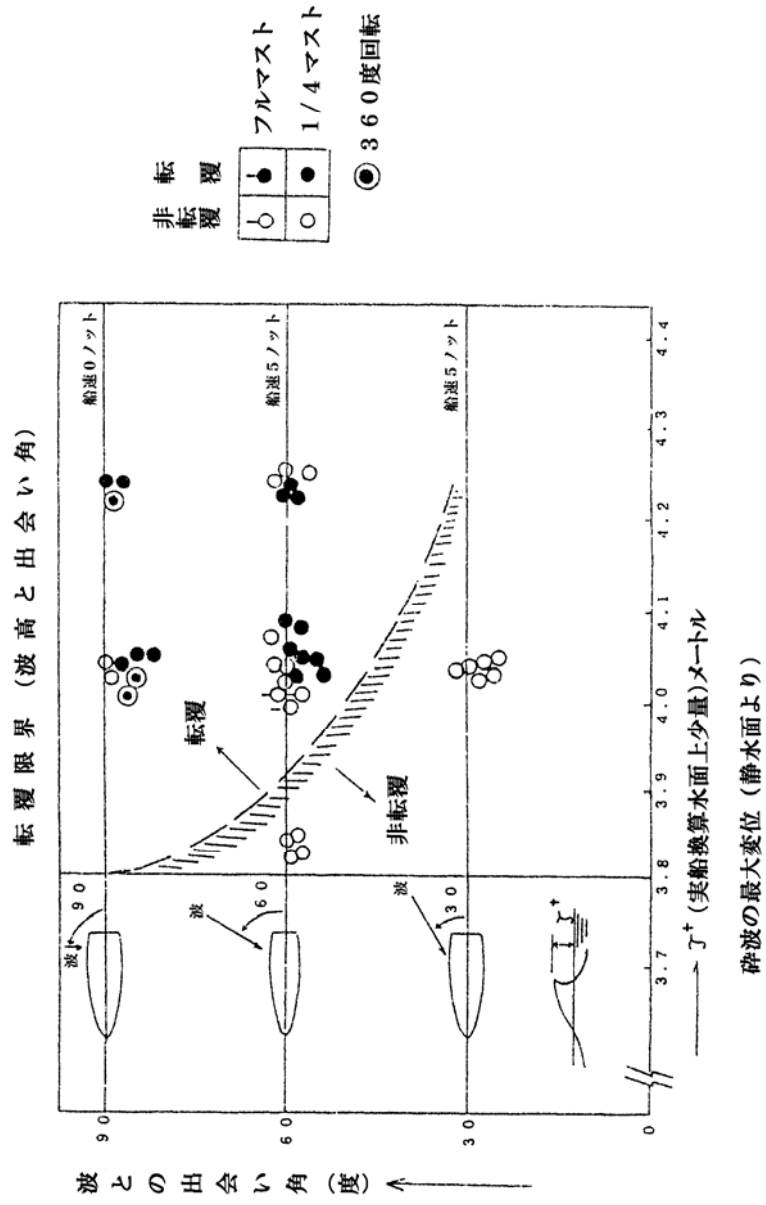 転覆限界（波高と出会い角）
非転覆 転覆
フルマスト
1/4マスト
360度回転
波との出会い角(度)
90
60
30
0
3.7
3.8
3.9
4.0
4.1
4.2
4.3
4.4
船速0ノット
船速5ノット
船速5ノット
波
90
波
60
波
30
転覆
非転覆
ζ⁺
ζ⁺(実船換算水面上少量)メートル
砕波の最大変位（静水面より）